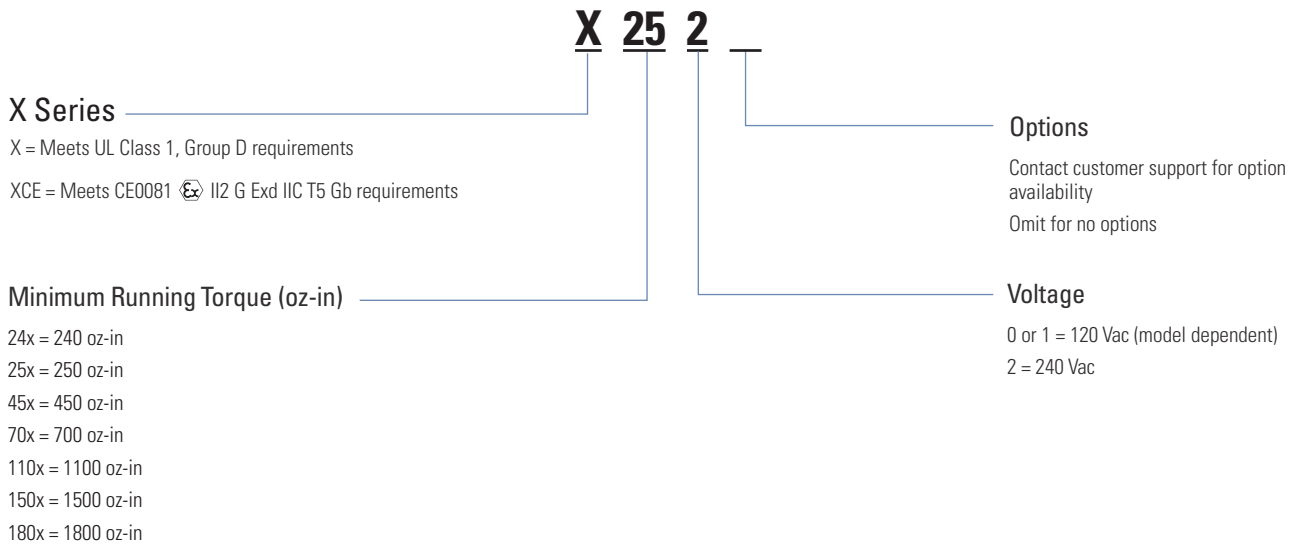 X 25 2
X Series
X = Meets UL Class 1, Group D requirements
XCE = Meets CE0081 Ex II2 G Exd IIC T5 Gb requirements
Minimum Running Torque (oz-in)
24x = 240 oz-in
25x = 250 oz-in
45x = 450 oz-in
70x = 700 oz-in
110x = 1100 oz-in
150x = 1500 oz-in
180x = 1800 oz-in
Options
Contact customer support for option
availability
Omit for no options
Voltage
0 or 1 = 120 Vac (model dependent)
2 = 240 Vac